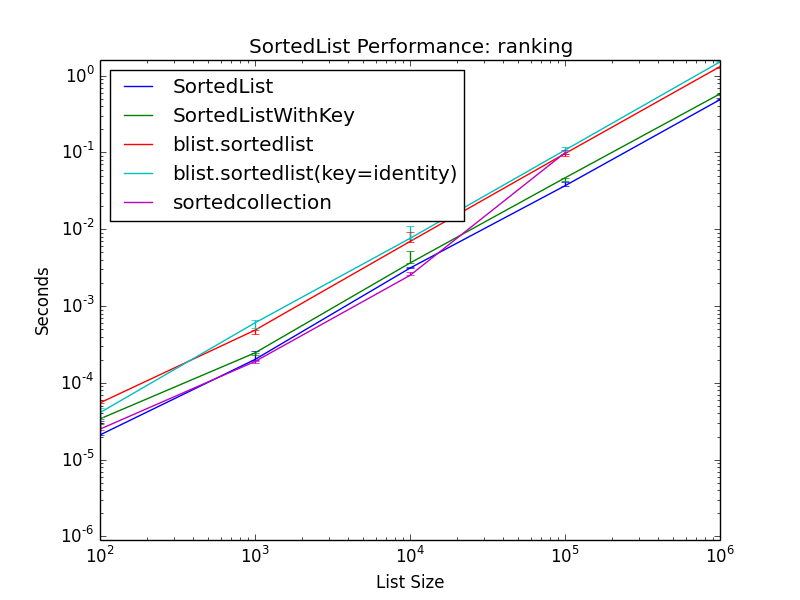 SortedList Performance: ranking
10^0
10^-1
10^-2
10^-3
10^-4
10^-5
10^-6
Seconds
SortedList
SortedListWithKey
blist.sortedlist
blist.sortedlist(key=identity)
sortedcollection
10^2 10^3 10^4 10^5 10^6
List Size